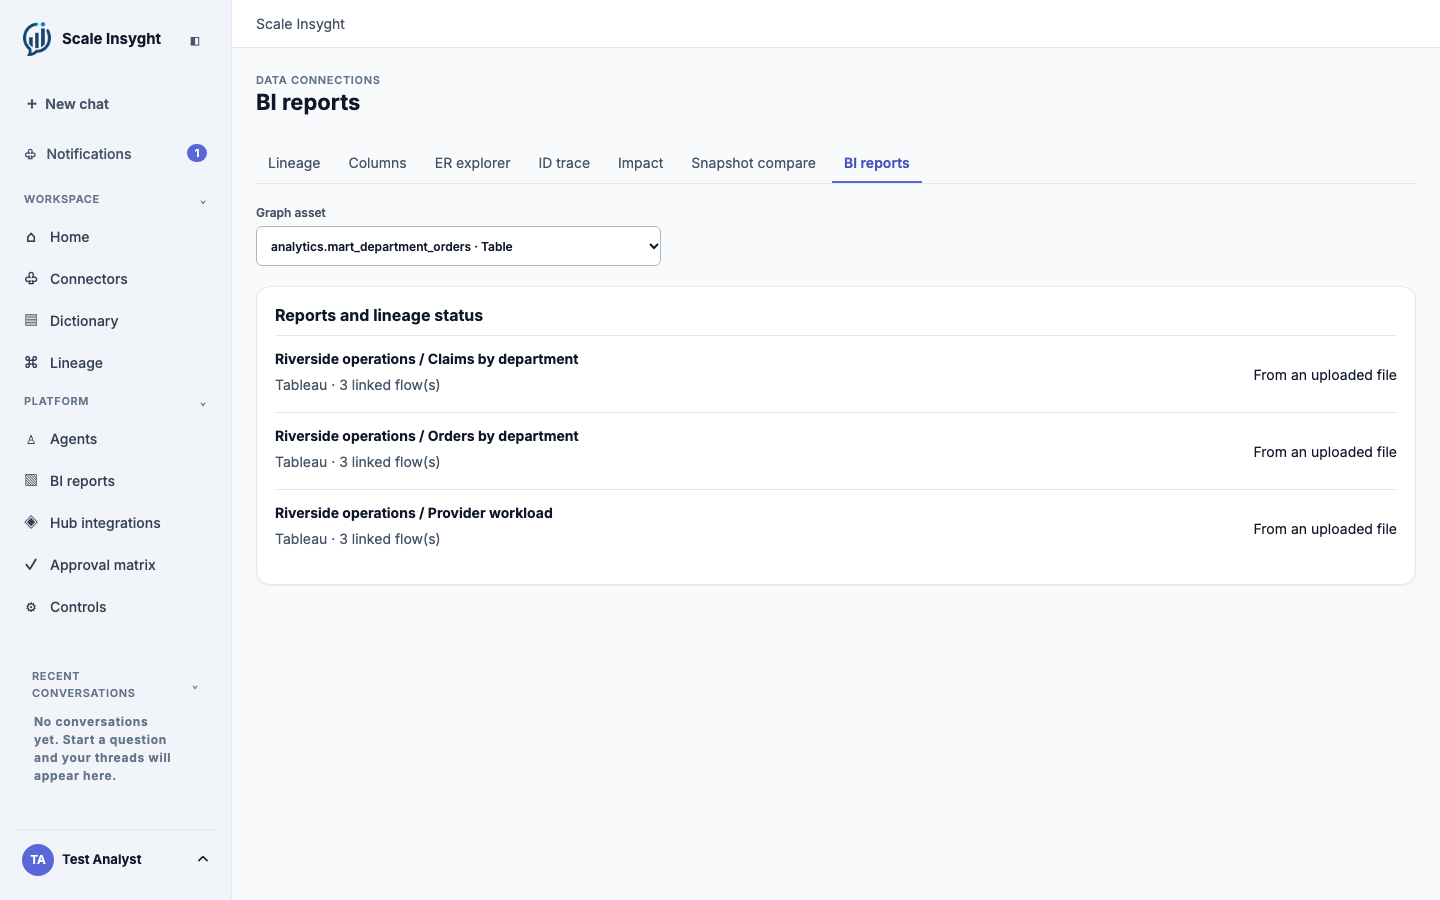 Scale Insyght
Scale Insyght
+ New chat
Notifications 1
WORKSPACE
Home
Connectors
Dictionary
Lineage
PLATFORM
Agents
BI reports
Hub integrations
Approval matrix
Controls
RECENT
CONVERSATIONS
No conversations
yet. Start a question
and your threads will
appear here.
TA Test Analyst
DATA CONNECTIONS
BI reports
Lineage Columns ER explorer ID trace Impact Snapshot compare BI reports
Graph asset
analytics.mart_department_orders · Table
Reports and lineage status
Riverside operations / Claims by department
Tableau · 3 linked flow(s)
From an uploaded file
Riverside operations / Orders by department
Tableau · 3 linked flow(s)
From an uploaded file
Riverside operations / Provider workload
Tableau · 3 linked flow(s)
From an uploaded file